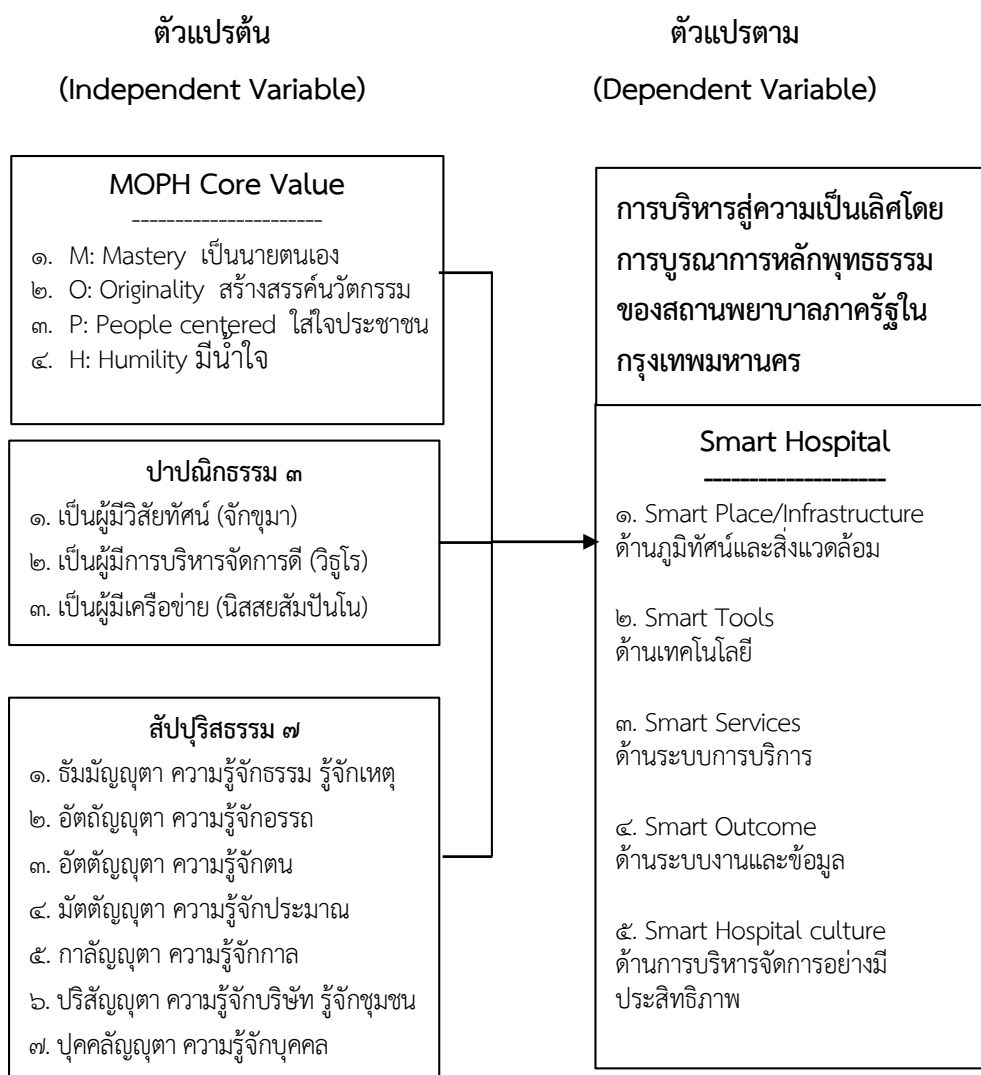 ตัวแปรต้น
(Independent Variable)
ตัวแปรตาม
(Dependent Variable)
MOPH Core Value
----------------------
๑. M: Mastery เป็นนายตนเอง
๒. O: Originality สร้างสรรค์นวัตกรรม
๓. P: People centered ใส่ใจประชาชน
๔. H: Humility มีน้ำใจ
ปาปณิกธรรม ๓
๑. เป็นผู้มีวิสัยทัศน์ (จักขุมา)
๒. เป็นผู้มีการบริหารจัดการดี (วิธูโร)
๓. เป็นผู้มีเครือข่าย (นิสสยสัมปันโน)
สัปปุริสธรรม ๗
๑. ธัมมัญญุตา ความรู้จักธรรม รู้จักเหตุ
๒. อัตถัญญุตา ความรู้จักอรรถ
๓. อัตตัญญุตา ความรู้จักตน
๔. มัตตัญญุตา ความรู้จักประมาณ
๕. กาลัญญุตา ความรู้จักกาล
๖. ปริสัญญุตา ความรู้จักบริษัท รู้จักชุมชน
๗. ปุคคลัญญุตา ความรู้จักบุคคล
การบริหารสู่ความเป็นเลิศโดย
การบูรณาการหลักพุทธธรรม
ของสถานพยาบาลภาครัฐใน
กรุงเทพมหานคร
Smart Hospital
---------------------
๑. Smart Place/Infrastructure
ด้านภูมิทัศน์และสิ่งแวดล้อม
๒. Smart Tools
ด้านเทคโนโลยี
๓. Smart Services
ด้านระบบการบริการ
๔. Smart Outcome
ด้านระบบงานและข้อมูล
๕. Smart Hospital culture
ด้านการบริหารจัดการอย่างมี
ประสิทธิภาพ